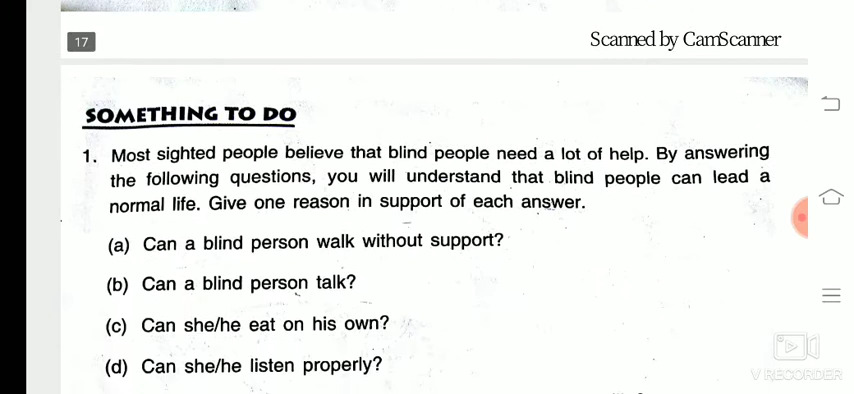 17
Scanned by CamScanner
SOMETHING TO DO
1. Most sighted people believe that blind people need a lot of help. By answering
the following questions, you will understand that blind people can lead a
normal life. Give one reason in support of each answer.
(a) Can a blind person walk without support?
(b) Can a blind person talk?
(c) Can she/he eat on his own?
(d) Can she/he listen properly?
V RECORDER